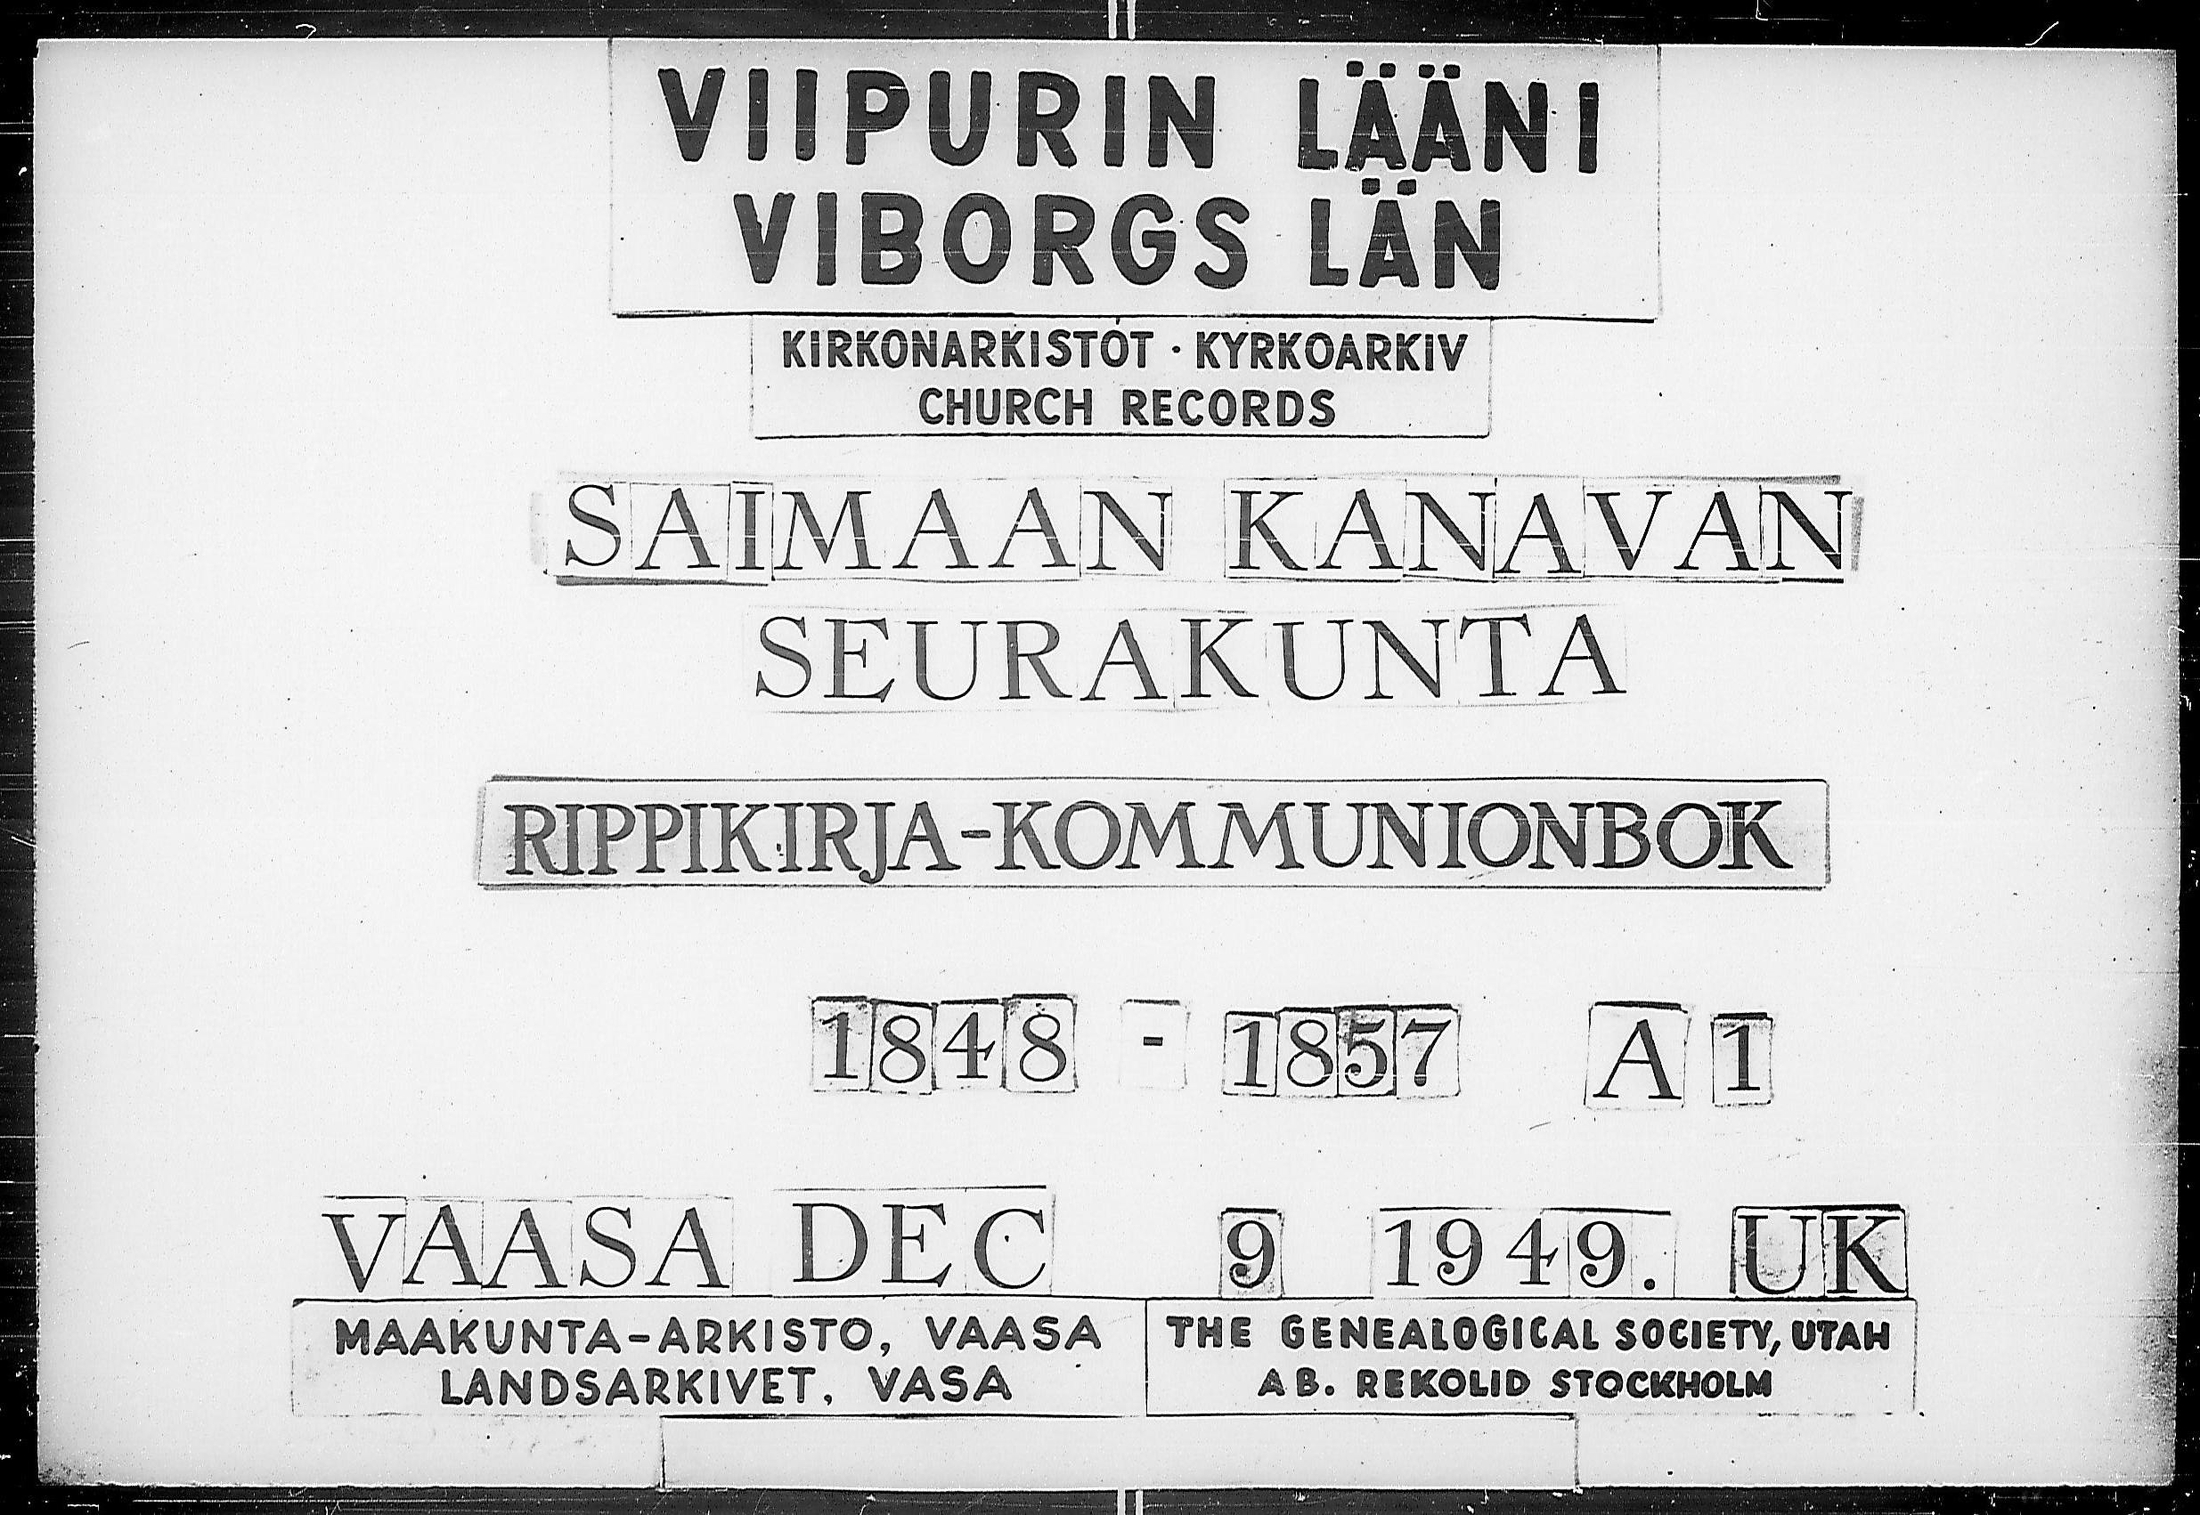 VIIPURIN LÄÄNI
VIBORGS LÄN
KIRKONARKISTOT · KYRKOARKIV
CHURCH RECORDS
SAIMAAN KANAVAN
SEURAKUNTA
RIPPIKIRJA-KOMMUNIONBOK
1848 - 1857 A1
VAASA DEC 9 1949. UK
MAAKUNTA-ARKISTO, VAASA
LANDSARKIVET, VASA
THE GENEALOGICAL SOCIETY, UTAH
AB. REKOLID STOCKHOLM